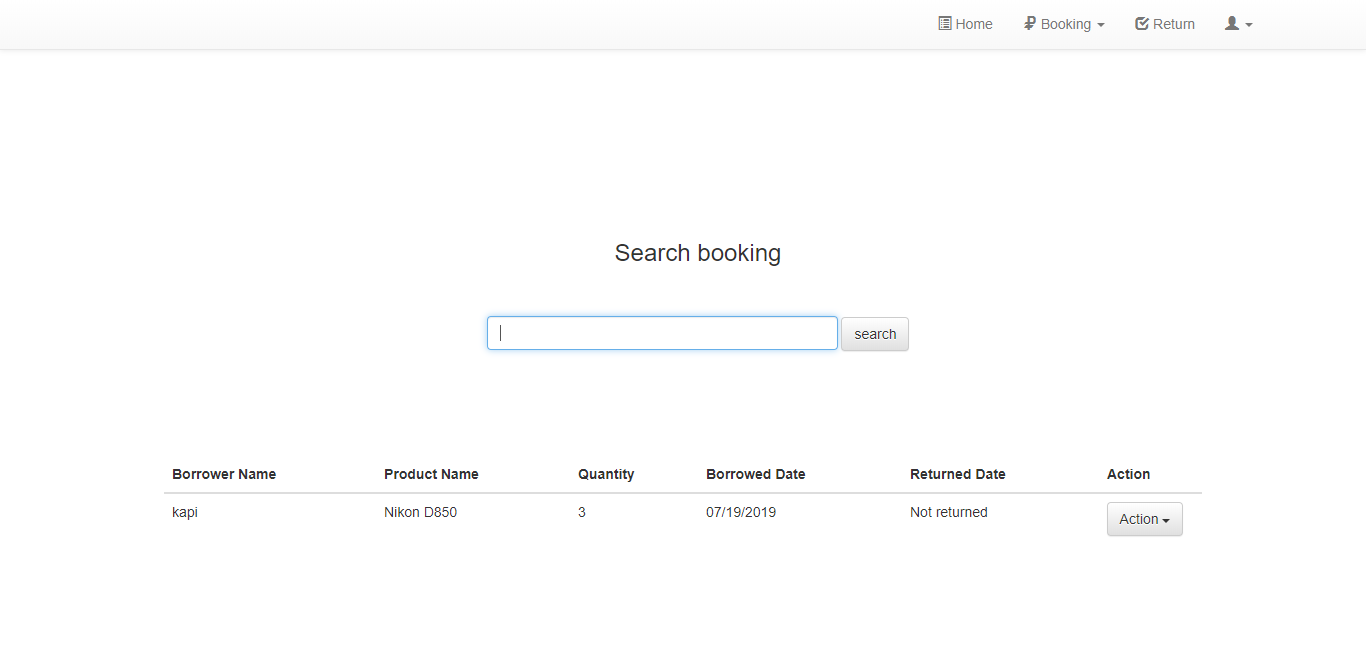 Home Booking Return
Search booking
search
Borrower Name Product Name Quantity Borrowed Date Returned Date Action
kapi Nikon D850 3 07/19/2019 Not returned Action